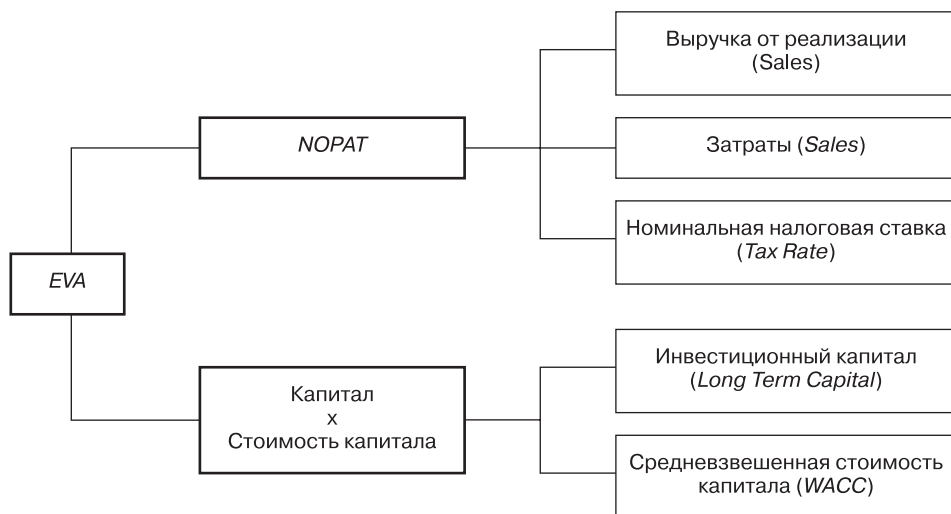 Выручка от реализации
(Sales)
NOPAT
Затраты (Sales)
Номинальная налоговая ставка
(Tax Rate)
EVA
Капитал
x
Стоимость капитала
Инвестиционный капитал
(Long Term Capital)
Средневзвешенная стоимость
капитала (WACC)